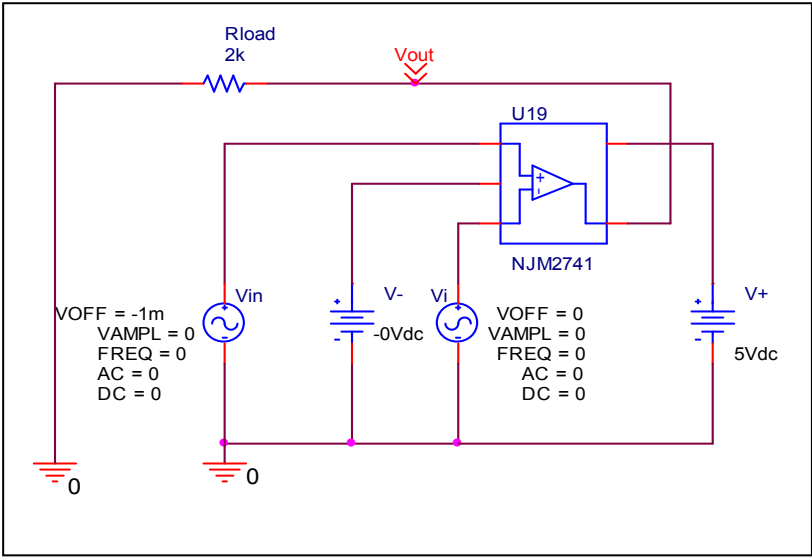 Rload
2k
Vout
U19
NJM2741
Vin
VOFF = -1m
VAMPL = 0
FREQ = 0
AC = 0
DC = 0
V-
-0Vdc
Vi
VOFF = 0
VAMPL = 0
FREQ = 0
AC = 0
DC = 0
V+
5Vdc
0
0